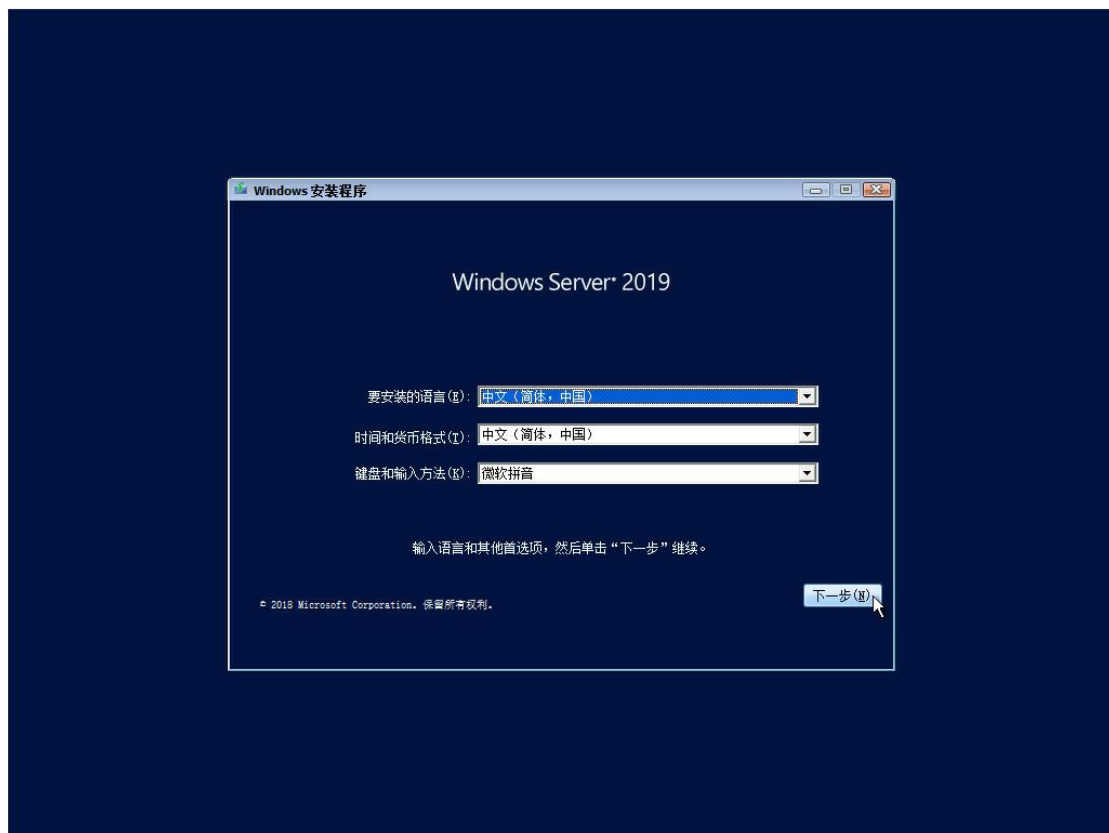 Windows 安装程序
Windows Server® 2019
要安装的语言(E): 中文(简体,中国)
时间和货币格式(T): 中文(简体,中国)
键盘和输入方法(K): 微软拼音
输入语言和其他首选项,然后单击“下一步”继续。
下一步(N)
© 2018 Microsoft Corporation。保留所有权利。